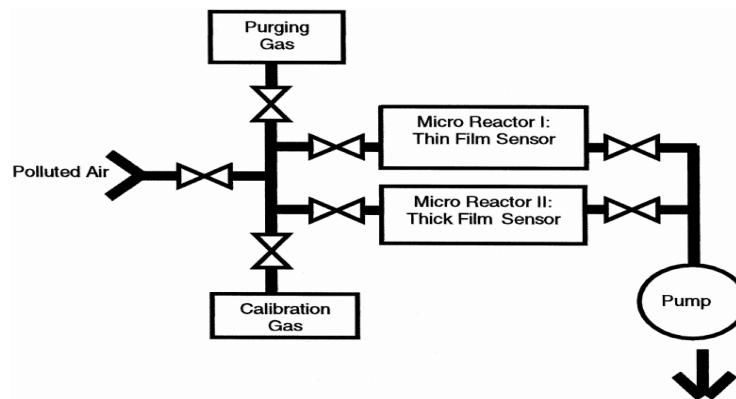 Purging
Gas
Micro Reactor I:
Thin Film Sensor
Polluted Air
Micro Reactor II:
Thick Film Sensor
Calibration
Gas
Pump